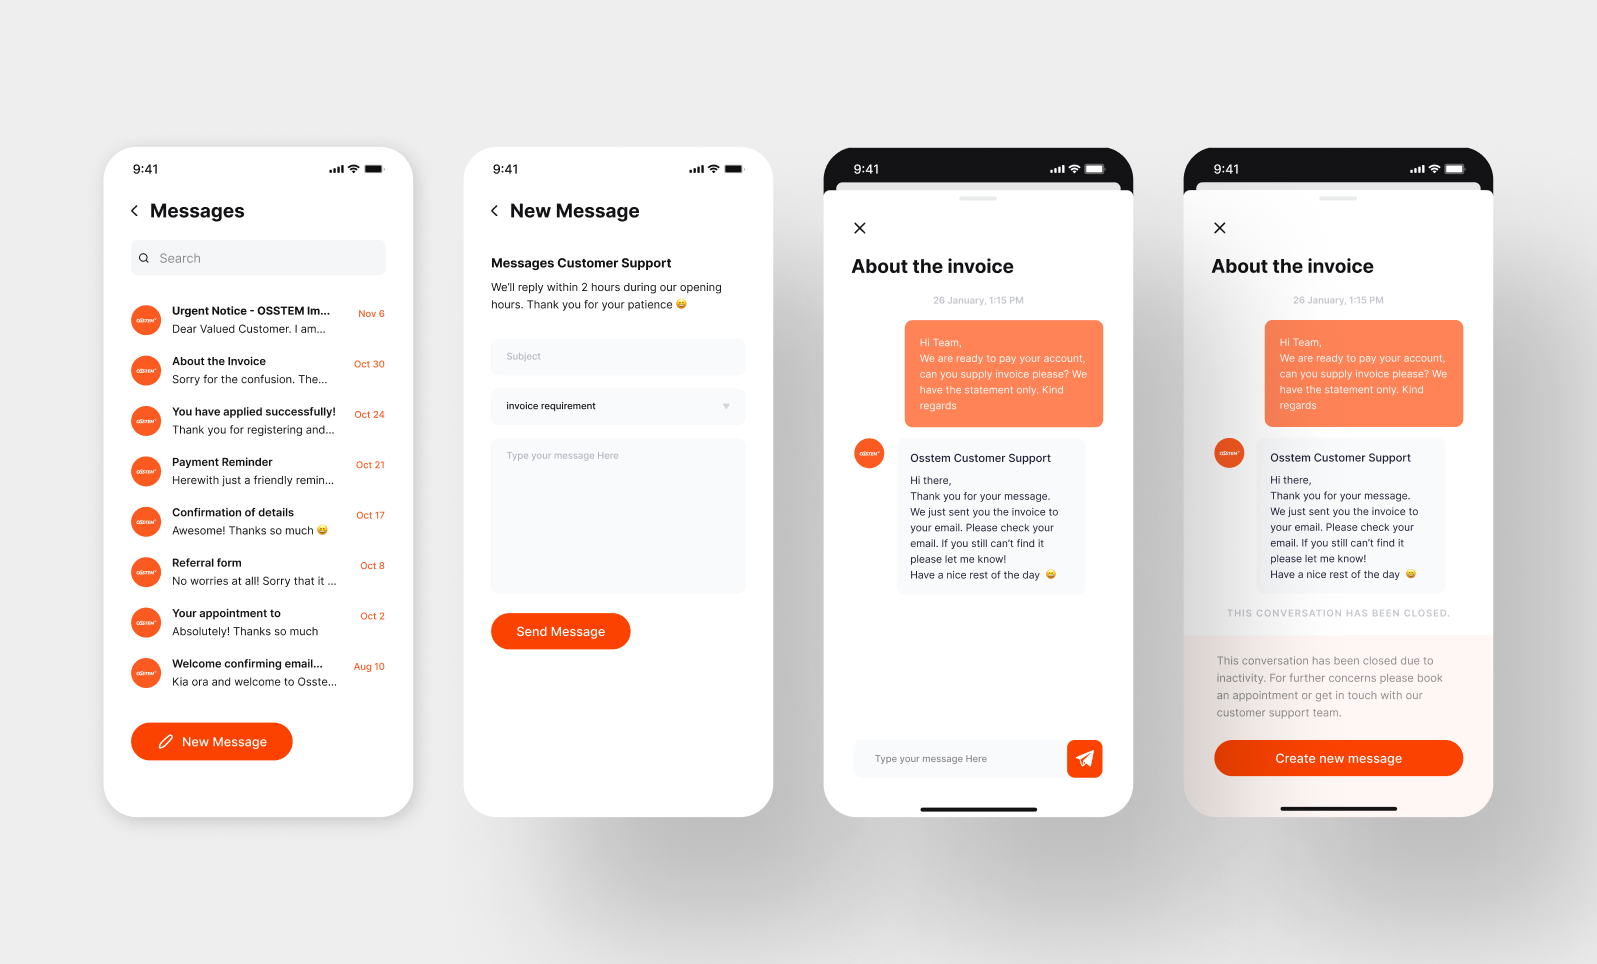 9:41
Messages
Search
Urgent Notice - OSSTEM Im...
Nov 6
Dear Valued Customer. I am...
About the Invoice
Oct 30
Sorry for the confusion. The...
You have applied successfully!
Oct 24
Thank you for registering and...
Payment Reminder
Oct 21
Herewith just a friendly remin...
Confirmation of details
Oct 17
Awesome! Thanks so much 😄
Referral form
Oct 8
No worries at all! Sorry that it ...
Your appointment to
Oct 2
Absolutely! Thanks so much
Welcome confirming email...
Aug 10
Kia ora and welcome to Osste...
OSSTEM
OSSTEM
OSSTEM
OSSTEM
OSSTEM
OSSTEM
OSSTEM
OSSTEM
New Message
9:41
New Message
Messages Customer Support
We'll reply within 2 hours during our opening
hours. Thank you for your patience 😄
Subject
invoice requirement
Type your message Here
Send Message
9:41
About the invoice
26 January, 1:15 PM
Hi Team,
We are ready to pay your account,
can you supply invoice please? We
have the statement only. Kind
regards
OSSTEM
Osstem Customer Support
Hi there,
Thank you for your message.
We just sent you the invoice to
your email. Please check your
email. If you still can't find it
please let me know!
Have a nice rest of the day 😄
Type your message Here
9:41
About the invoice
26 January, 1:15 PM
Hi Team,
We are ready to pay your account,
can you supply invoice please? We
have the statement only. Kind
regards
OSSTEM
Osstem Customer Support
Hi there,
Thank you for your message.
We just sent you the invoice to
your email. Please check your
email. If you still can't find it
please let me know!
Have a nice rest of the day 😄
THIS CONVERSATION HAS BEEN CLOSED.
This conversation has been closed due to
inactivity. For further concerns please book
an appointment or get in touch with our
customer support team.
Create new message